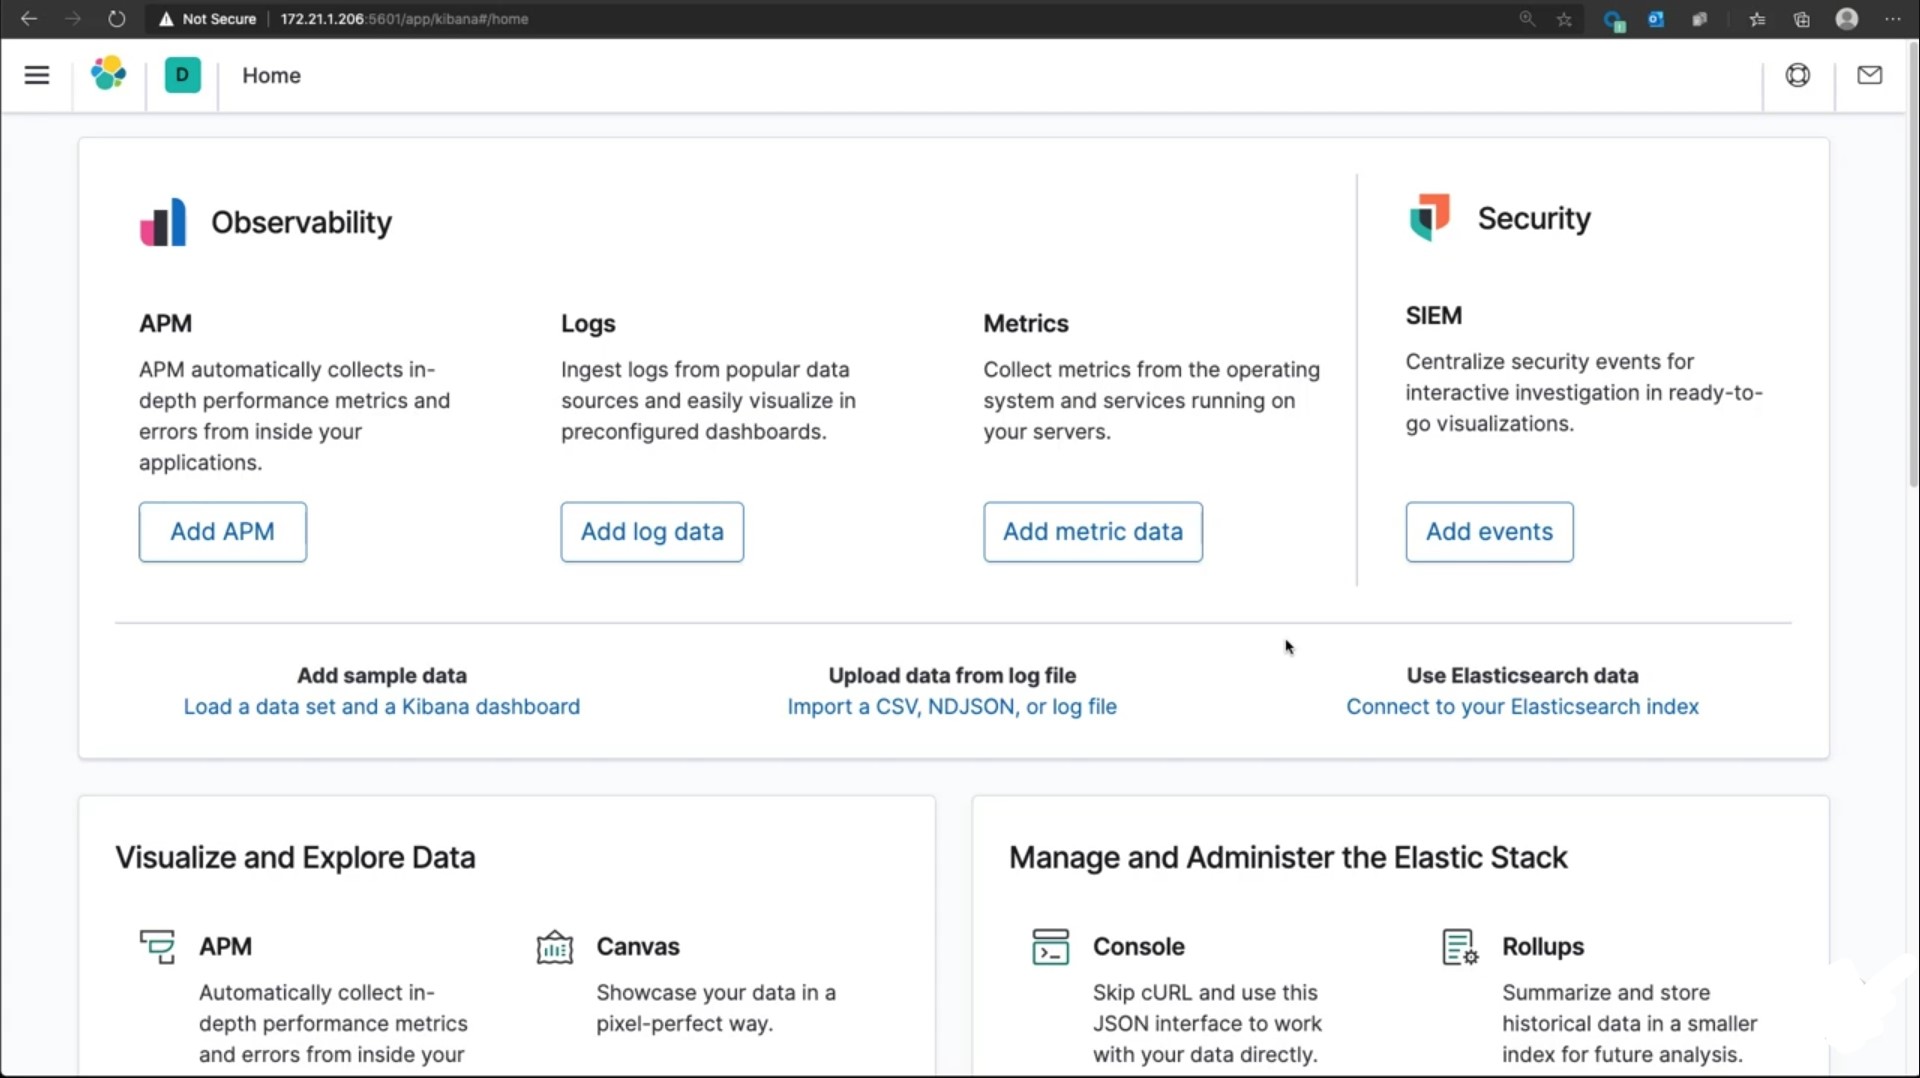 Not Secure 172.21.1.206:5601/app/kibana#/home
D Home
Observability
Security
APM
APM automatically collects in-
depth performance metrics and
errors from inside your
applications.
Add APM
Logs
Ingest logs from popular data
sources and easily visualize in
preconfigured dashboards.
Add log data
Metrics
Collect metrics from the operating
system and services running on
your servers.
Add metric data
SIEM
Centralize security events for
interactive investigation in ready-to-
go visualizations.
Add events
Add sample data
Load a data set and a Kibana dashboard
Upload data from log file
Import a CSV, NDJSON, or log file
Use Elasticsearch data
Connect to your Elasticsearch index
Visualize and Explore Data
APM
Automatically collect in-
depth performance metrics
and errors from inside your
Canvas
Showcase your data in a
pixel-perfect way.
Manage and Administer the Elastic Stack
Console
Skip cURL and use this
JSON interface to work
with your data directly.
Rollups
Summarize and store
historical data in a smaller
index for future analysis.